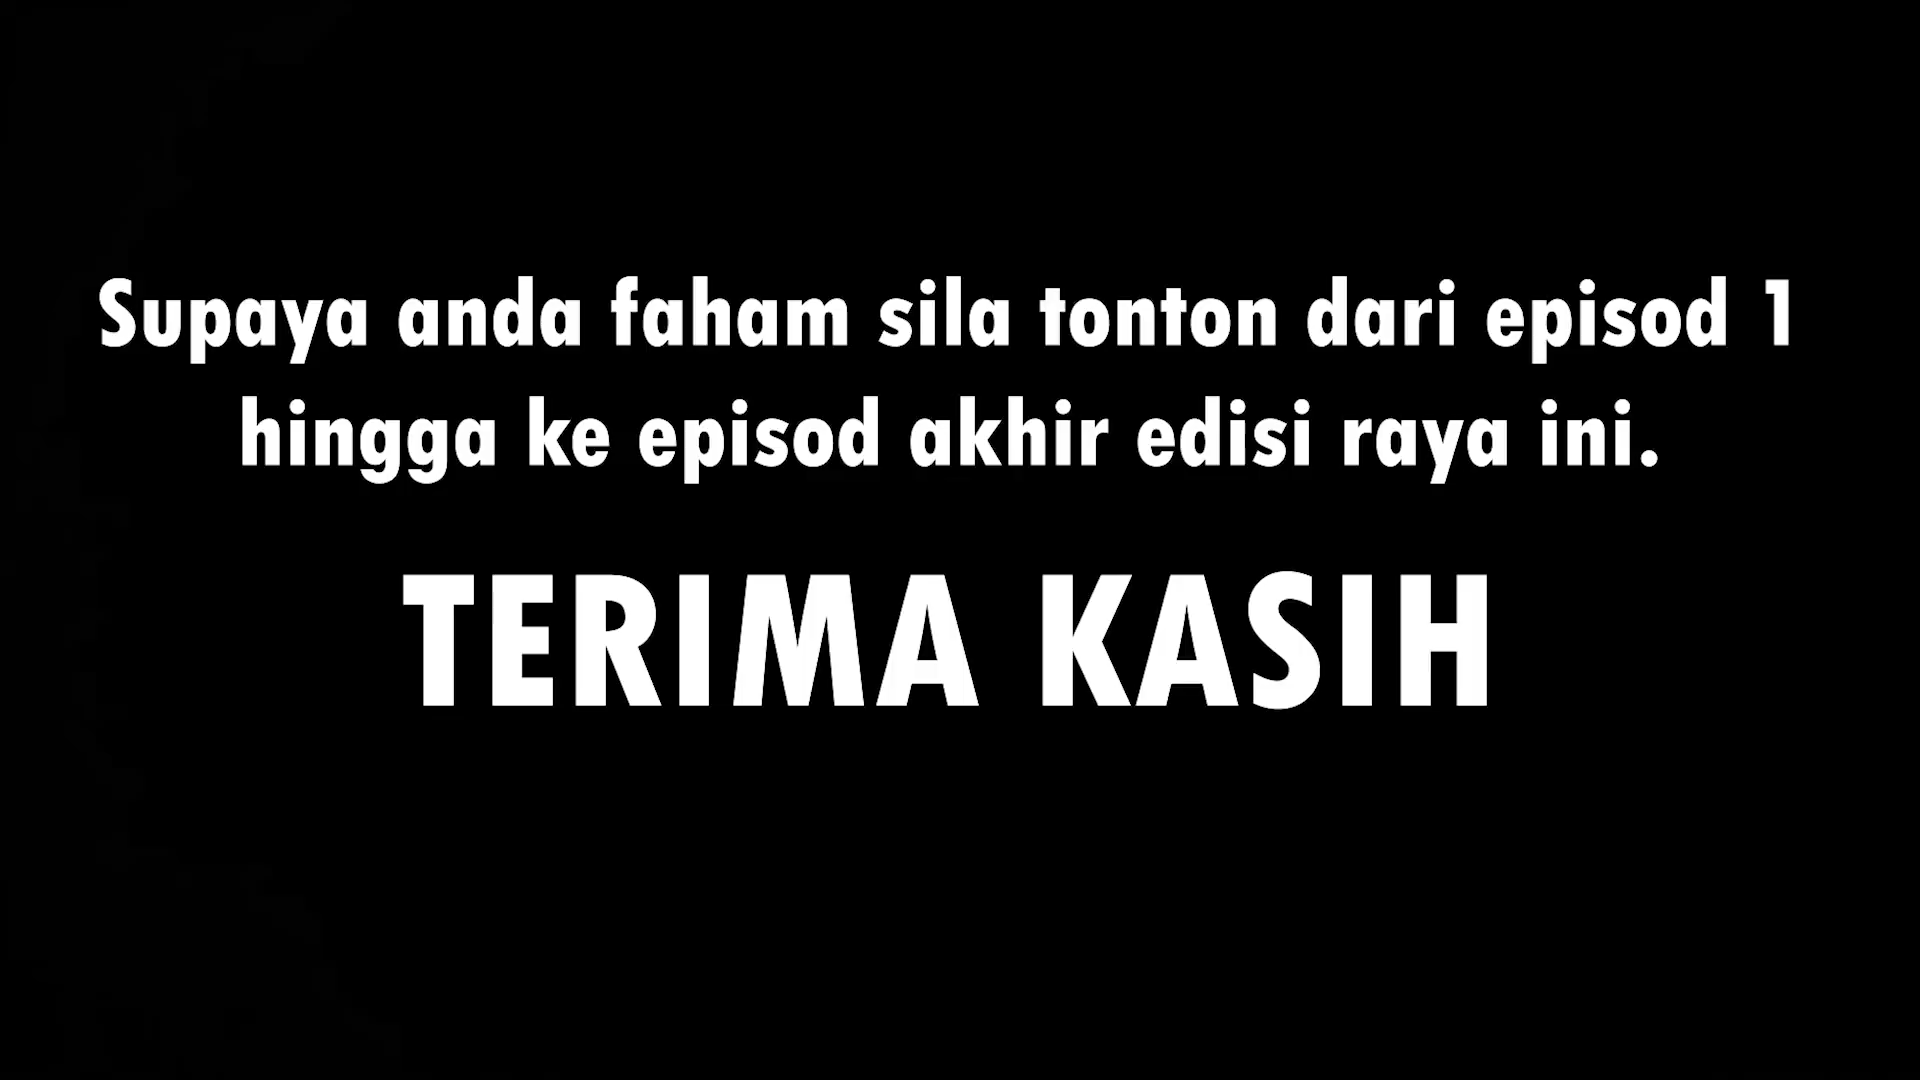 Supaya anda faham sila tonton dari episod 1
hingga ke episod akhir edisi raya ini.
TERIMA KASIH